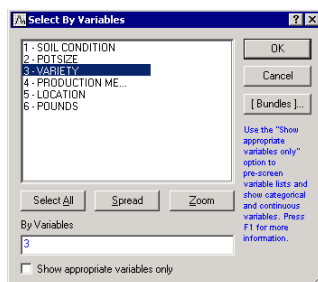 Select By Variables
1 - SOIL CONDITION
2 - POTSIZE
3 - VARIETY
4 - PRODUCTION ME...
5 - LOCATION
6 - POUNDS
OK
Cancel
[Bundles]...
Use the "Show
appropriate
variables only"
option to
pre-screen
variable lists and
show categorical
and continuous
variables. Press
F1 for more
information.
Select All
Spread
Zoom
By Variables
3
Show appropriate variables only